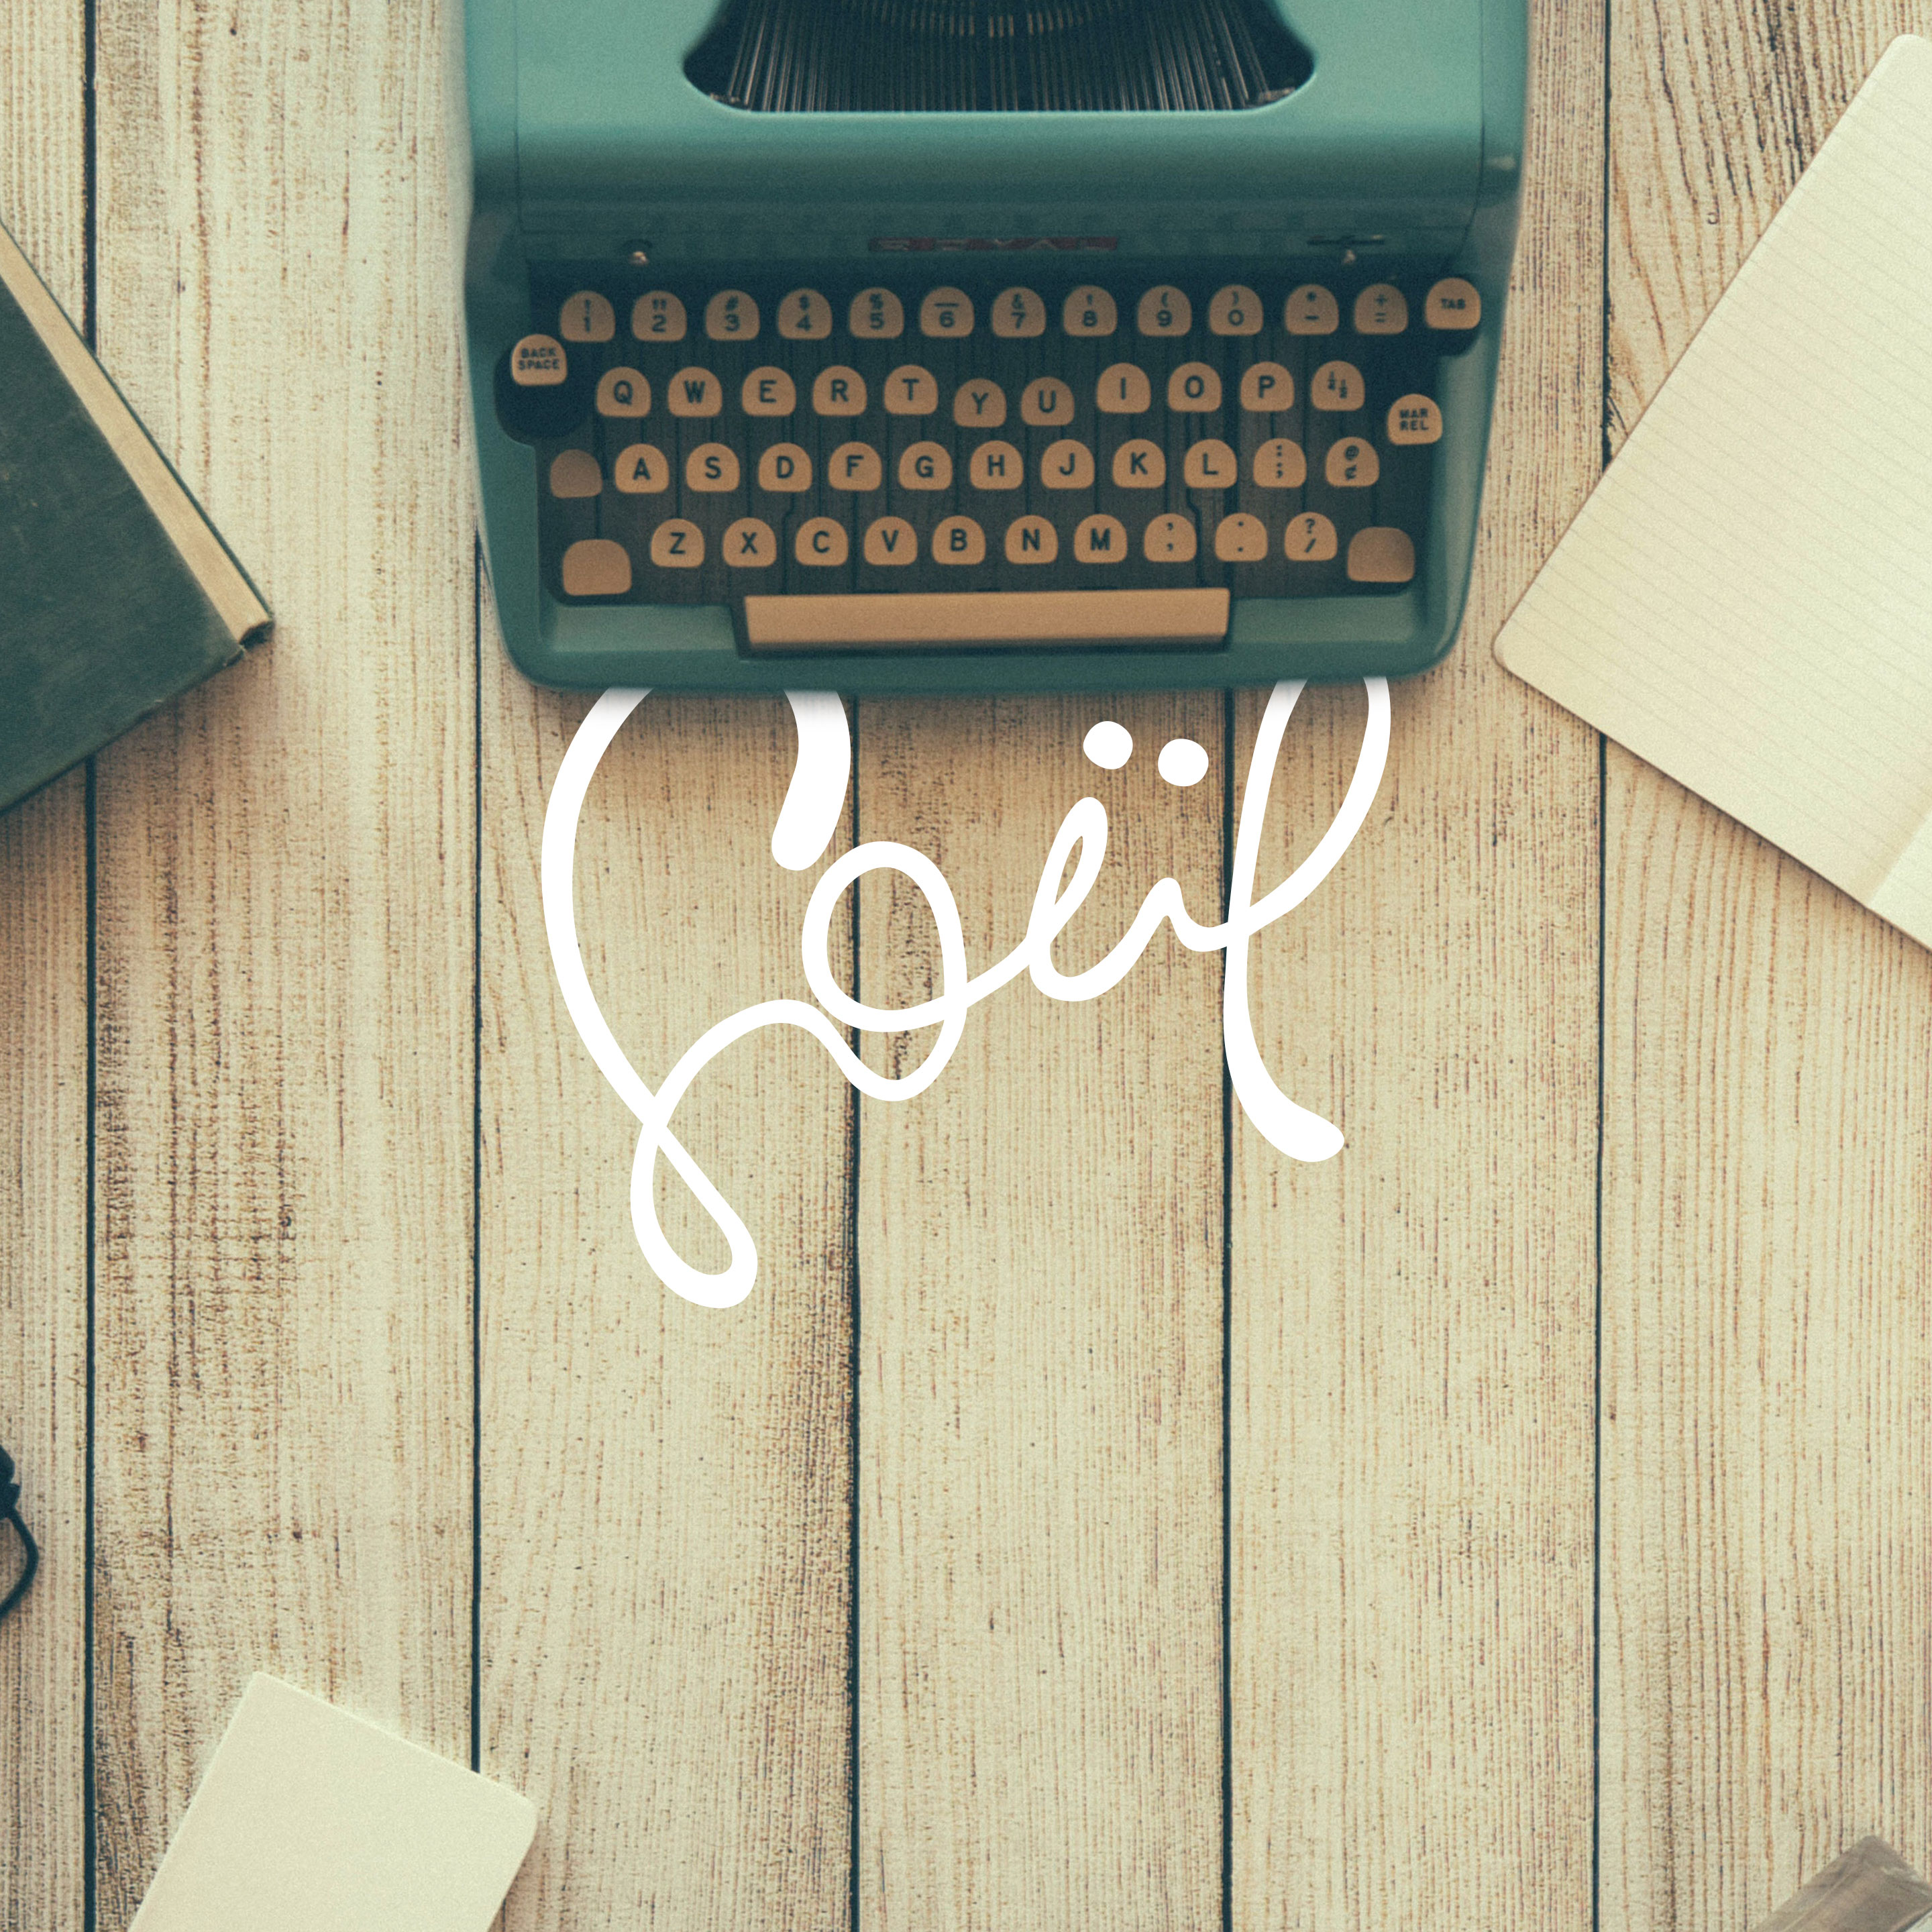 ! " # $ % _ & ' ( ) * +
1 2 3 4 5 6 7 8 9 0 - = TAB
BACK
SPACE
Q W E R T Y U I O P
MAR
REL
A S D F G H J K L : ; @ ¢
Z X C V B N M , ; . . ? /